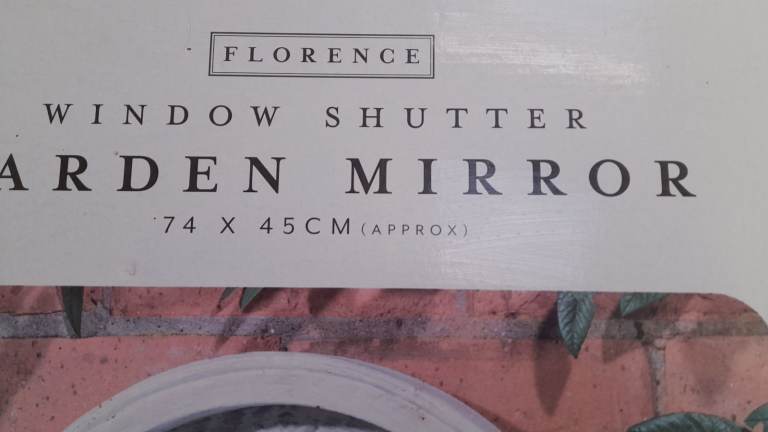 FLORENCE
WINDOW SHUTTER
ARDEN MIRROR
74 X 45CM (APPROX)